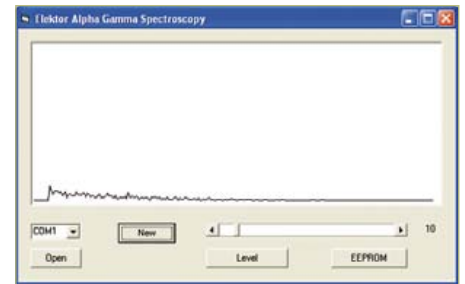 Elektor Alpha Gamma Spectroscopy
COM1 New 10
Open Level EEPROM